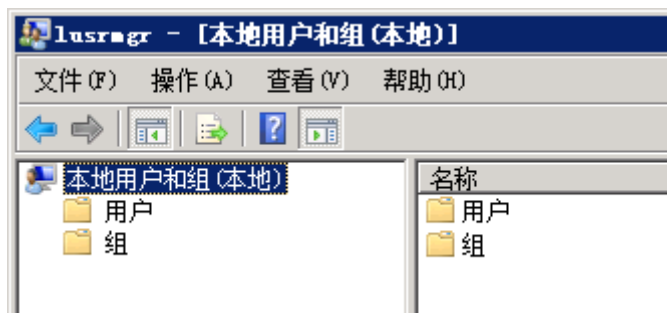 lusrmgr - [本地用户和组(本地)]
文件(F) 操作(A) 查看(V) 帮助(H)
本地用户和组(本地)
用户
组
名称
用户
组